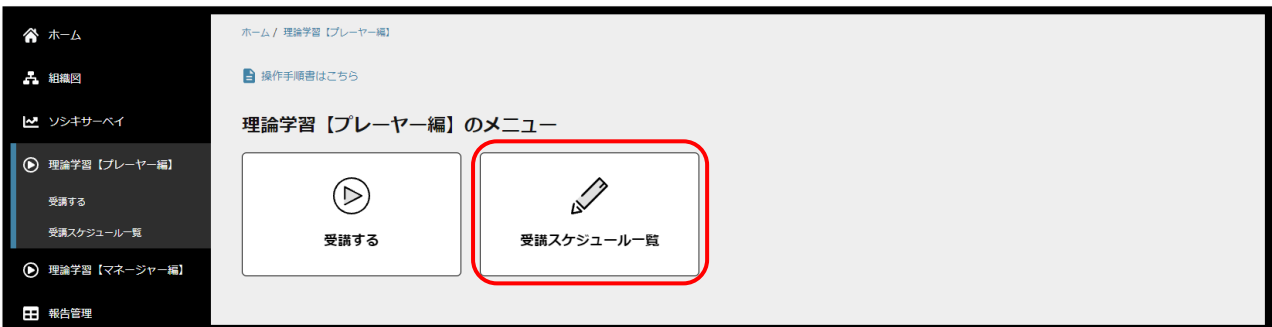 ホーム
組織図
ソシキサーベイ
理論学習【プレーヤー編】
受講する
受講スケジュール一覧
理論学習【マネージャー編】
報告管理
ホーム / 理論学習【プレーヤー編】
操作手順書はこちら
理論学習【プレーヤー編】のメニュー
受講する
受講スケジュール一覧